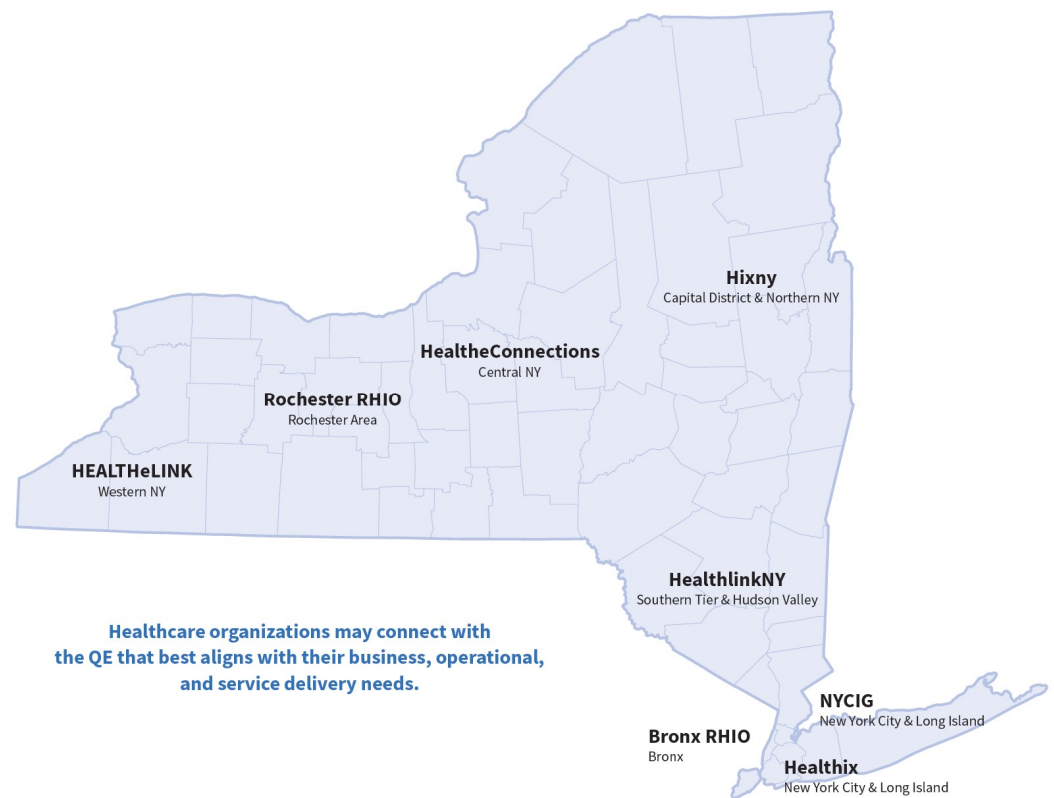 Hixny
Capital District & Northern NY
HealtheConnections
Central NY
Rochester RHIO
Rochester Area
HEALTHeLINK
Western NY
HealthlinkNY
Southern Tier & Hudson Valley
Healthcare organizations may connect with
the QE that best aligns with their business, operational,
and service delivery needs.
NYCIG
New York City & Long Island
Bronx RHIO
Bronx
Healthix
New York City & Long Island